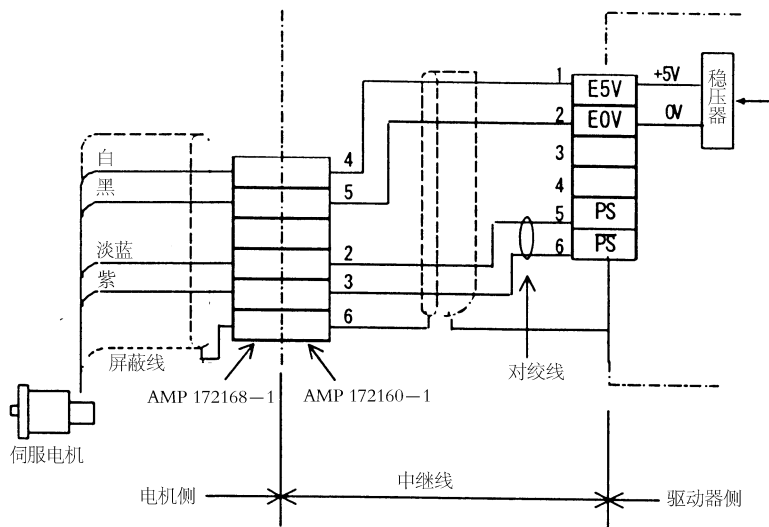 1 E5V +5V 稳压器
2 E0V 0V
3
4
5 PS
6 P̅S̅
白 4
黑 5
淡蓝 2
紫 3
6
屏蔽线
对绞线
AMP 172168－1 AMP 172160－1
伺服电机
电机侧 中继线 驱动器侧